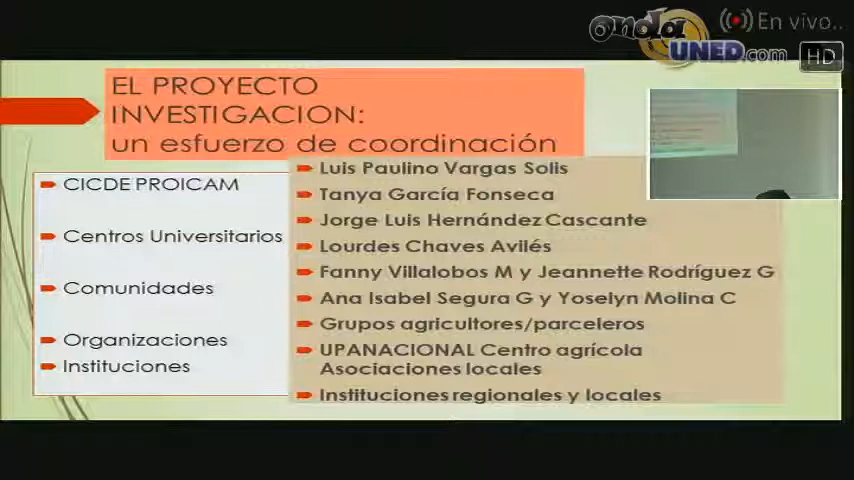 onda UNED.com
En vivo...
HD
EL PROYECTO
INVESTIGACION:
un esfuerzo de coordinación
CICDE PROICAM
Centros Universitarios
Comunidades
Organizaciones
Instituciones
Luis Paulino Vargas Solis
Tanya García Fonseca
Jorge Luis Hernández Cascante
Lourdes Chaves Avilés
Fanny Villalobos M y Jeannette Rodríguez G
Ana Isabel Segura G y Yoselyn Molina C
Grupos agricultores/parceleros
UPANACIONAL Centro agrícola
Asociaciones locales
Instituciones regionales y locales